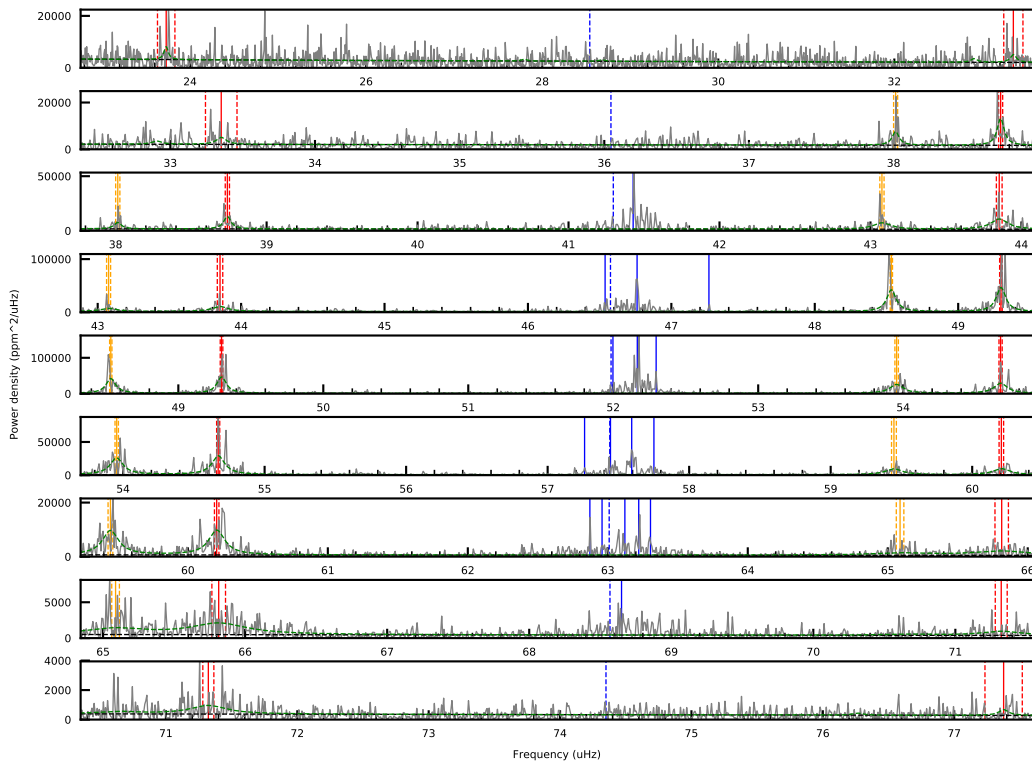 20000
0
24 26 28 30 32
20000
0
33 34 35 36 37 38
50000
0
38 39 40 41 42 43 44
100000
0
43 44 45 46 47 48 49
100000
0
49 50 51 52 53 54
Power density (ppm^2/uHz)
50000
0
54 55 56 57 58 59 60
20000
0
60 61 62 63 64 65 66
5000
0
65 66 67 68 69 70 71
4000
2000
0
71 72 73 74 75 76 77
Frequency (uHz)